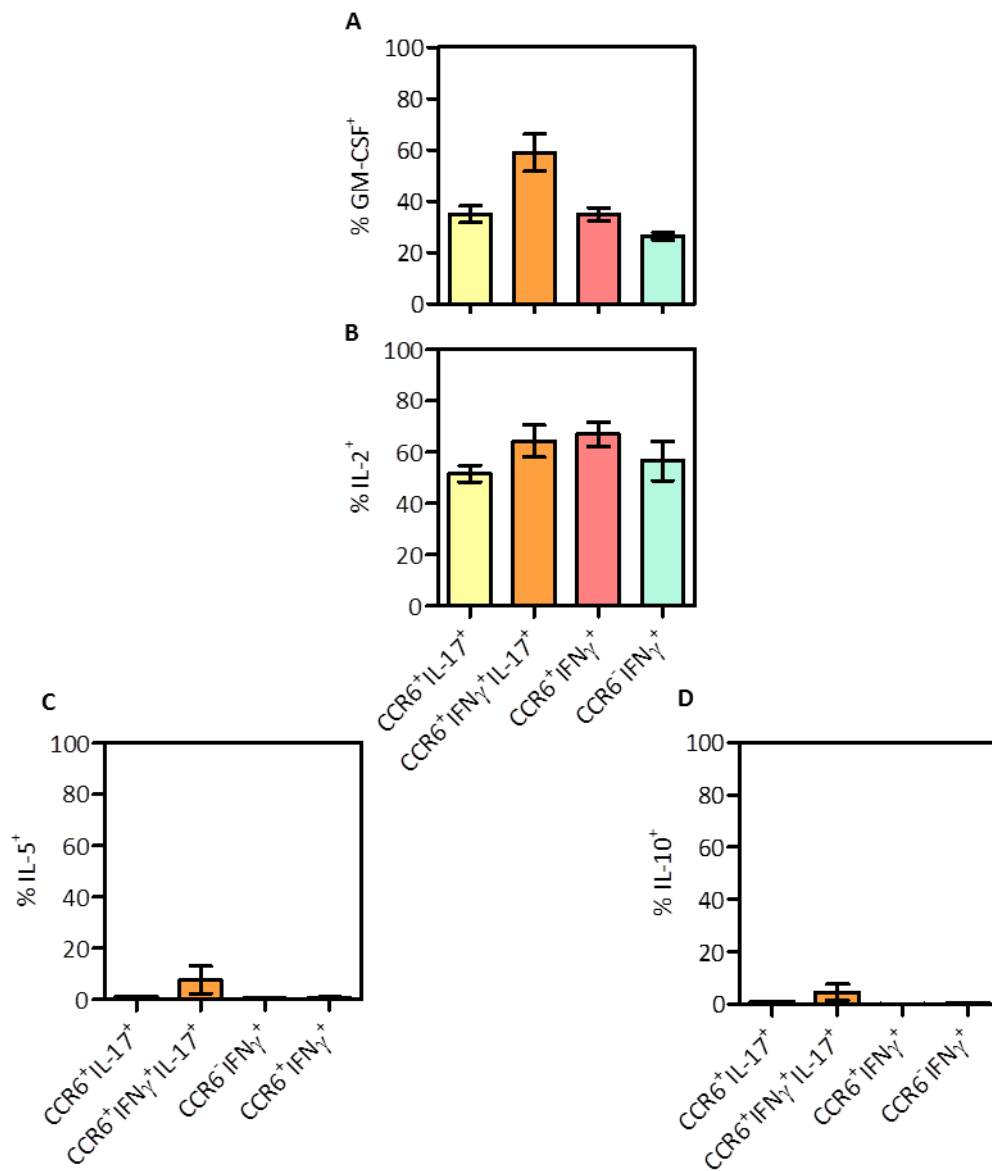 A
% GM-CSF⁺
100
80
60
40
20
0
B
% IL-2⁺
100
80
60
40
20
0
CCR6⁺IL-17⁺
CCR6⁺IFNγ⁺IL-17⁺
CCR6⁺IFNγ⁺
CCR6⁻IFNγ⁺
C
% IL-5⁺
100
80
60
40
20
0
CCR6⁺IL-17⁺
CCR6⁺IFNγ⁺IL-17⁺
CCR6⁻IFNγ⁺
CCR6⁺IFNγ⁺
D
% IL-10⁺
100
80
60
40
20
0
CCR6⁺IL-17⁺
CCR6⁺IFNγ⁺IL-17⁺
CCR6⁺IFNγ⁺
CCR6⁻IFNγ⁺